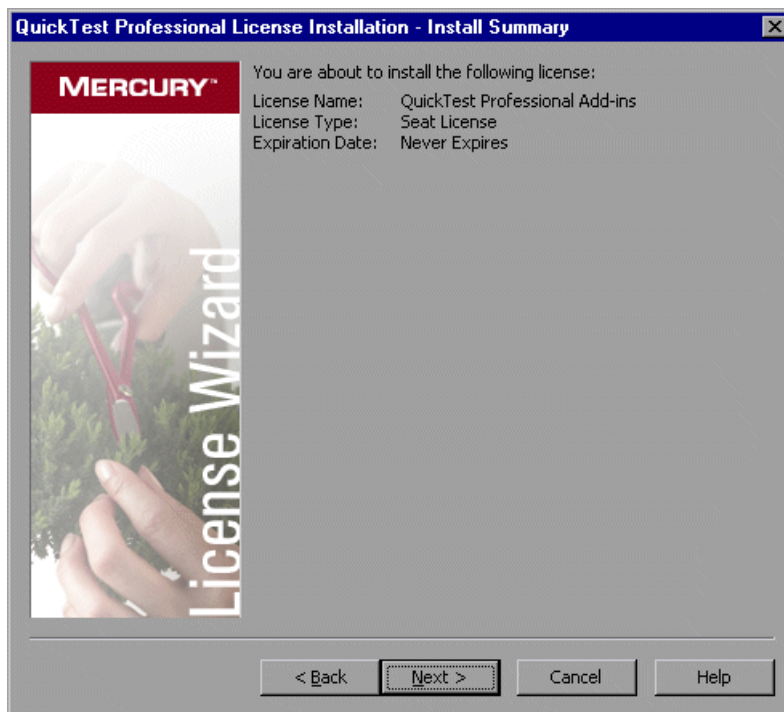 QuickTest Professional License Installation - Install Summary
MERCURY™
License Wizard
You are about to install the following license:
License Name: QuickTest Professional Add-ins
License Type: Seat License
Expiration Date: Never Expires
< Back
Next >
Cancel
Help